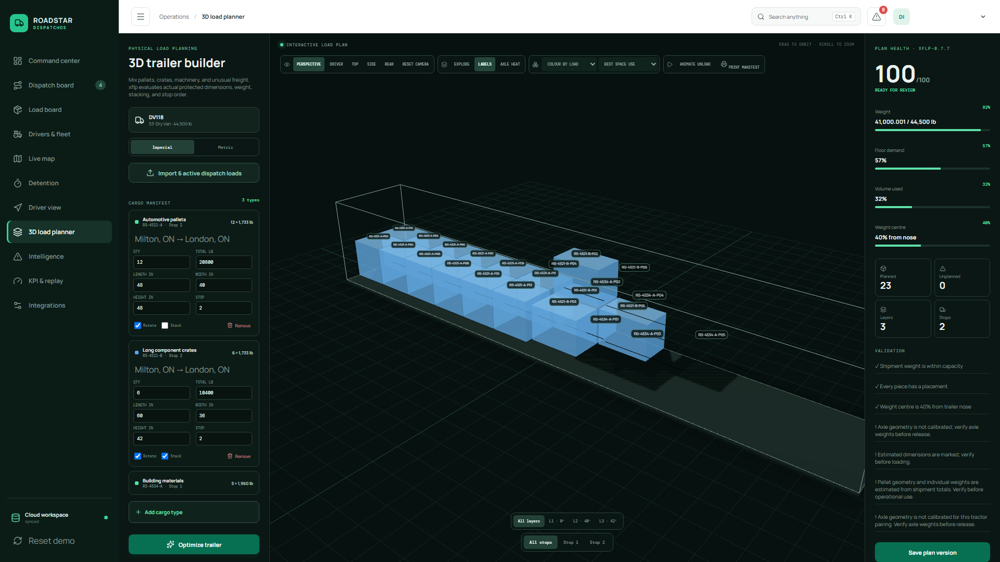 ROADSTAR
DISPATCHOS
Command center
Dispatch board
4
Load board
Drivers & fleet
Live map
Detention
Driver view
3D load planner
Intelligence
KPI & replay
Integrations
Cloud workspace
synced
Reset demo
Operations / 3D load planner
Search anything
Ctrl K
8
DI
PHYSICAL LOAD PLANNING
3D trailer builder
Mix pallets, crates, machinery, and unusual freight.
xflp evaluates actual protected dimensions, weight,
stacking, and stop order.
DV118
53' Dry Van · 44,500 lb
Imperial
Metric
Import 6 active dispatch loads
CARGO MANIFEST
3 types
Automotive pallets
RS-4521-A · Stop 2
12 × 1,733 lb
Milton, ON → London, ON
QTY
TOTAL LB
12
20800
LENGTH IN
WIDTH IN
48
40
HEIGHT IN
STOP
48
2
Rotate
Stack
Remove
Long component crates
RS-4521-B · Stop 2
6 × 1,733 lb
Milton, ON → London, ON
QTY
TOTAL LB
6
10400
LENGTH IN
WIDTH IN
60
36
HEIGHT IN
STOP
42
2
Rotate
Stack
Remove
Building materials
RS-4534-A · Stop 1
5 × 1,960 lb
+ Add cargo type
Optimize trailer
INTERACTIVE LOAD PLAN
DRAG TO ORBIT · SCROLL TO ZOOM
PERSPECTIVE
DRIVER
TOP
SIDE
REAR
RESET CAMERA
EXPLODE
LABELS
AXLE HEAT
COLOUR BY LOAD
BEST SPACE USE
ANIMATE UNLOAD
PRINT MANIFEST
RS-4521-A-P01
RS-4521-A-P02
RS-4521-A-P03
RS-4521-A-P04
RS-4521-A-P05
RS-4521-A-P06
RS-4521-A-P07
RS-4521-A-P08
RS-4521-A-P09
RS-4521-A-P10
RS-4521-A-P11
RS-4521-A-P12
RS-4521-B-P02
RS-4521-B-P04
RS-4521-B-P06
RS-4534-A-P02
RS-4521-B-P01
RS-4534-A-P04
RS-4521-B-P03
RS-4521-B-P05
RS-4534-A-P01
RS-4534-A-P03
RS-4534-A-P05
All layers
L1 · 0"
L2 · 40"
L3 · 42"
All stops
Stop 1
Stop 2
PLAN HEALTH · XFLP-0.7.7
100/100
READY FOR REVIEW
92%
Weight
41,000.001 / 44,500 lb
57%
Floor demand
57%
32%
Volume used
32%
40%
Weight centre
40% from nose
Planned
23
Unplanned
0
Layers
3
Stops
2
VALIDATION
✓ Shipment weight is within capacity
✓ Every piece has a placement
✓ Weight centre is 40% from trailer nose
! Axle geometry is not calibrated; verify axle
weights before release.
! Estimated dimensions are marked; verify
before loading.
! Pallet geometry and individual weights are
estimated from shipment totals. Verify before
operational use.
! Axle geometry is not calibrated for this tractor
pairing. Verify axle weights before release.
Save plan version